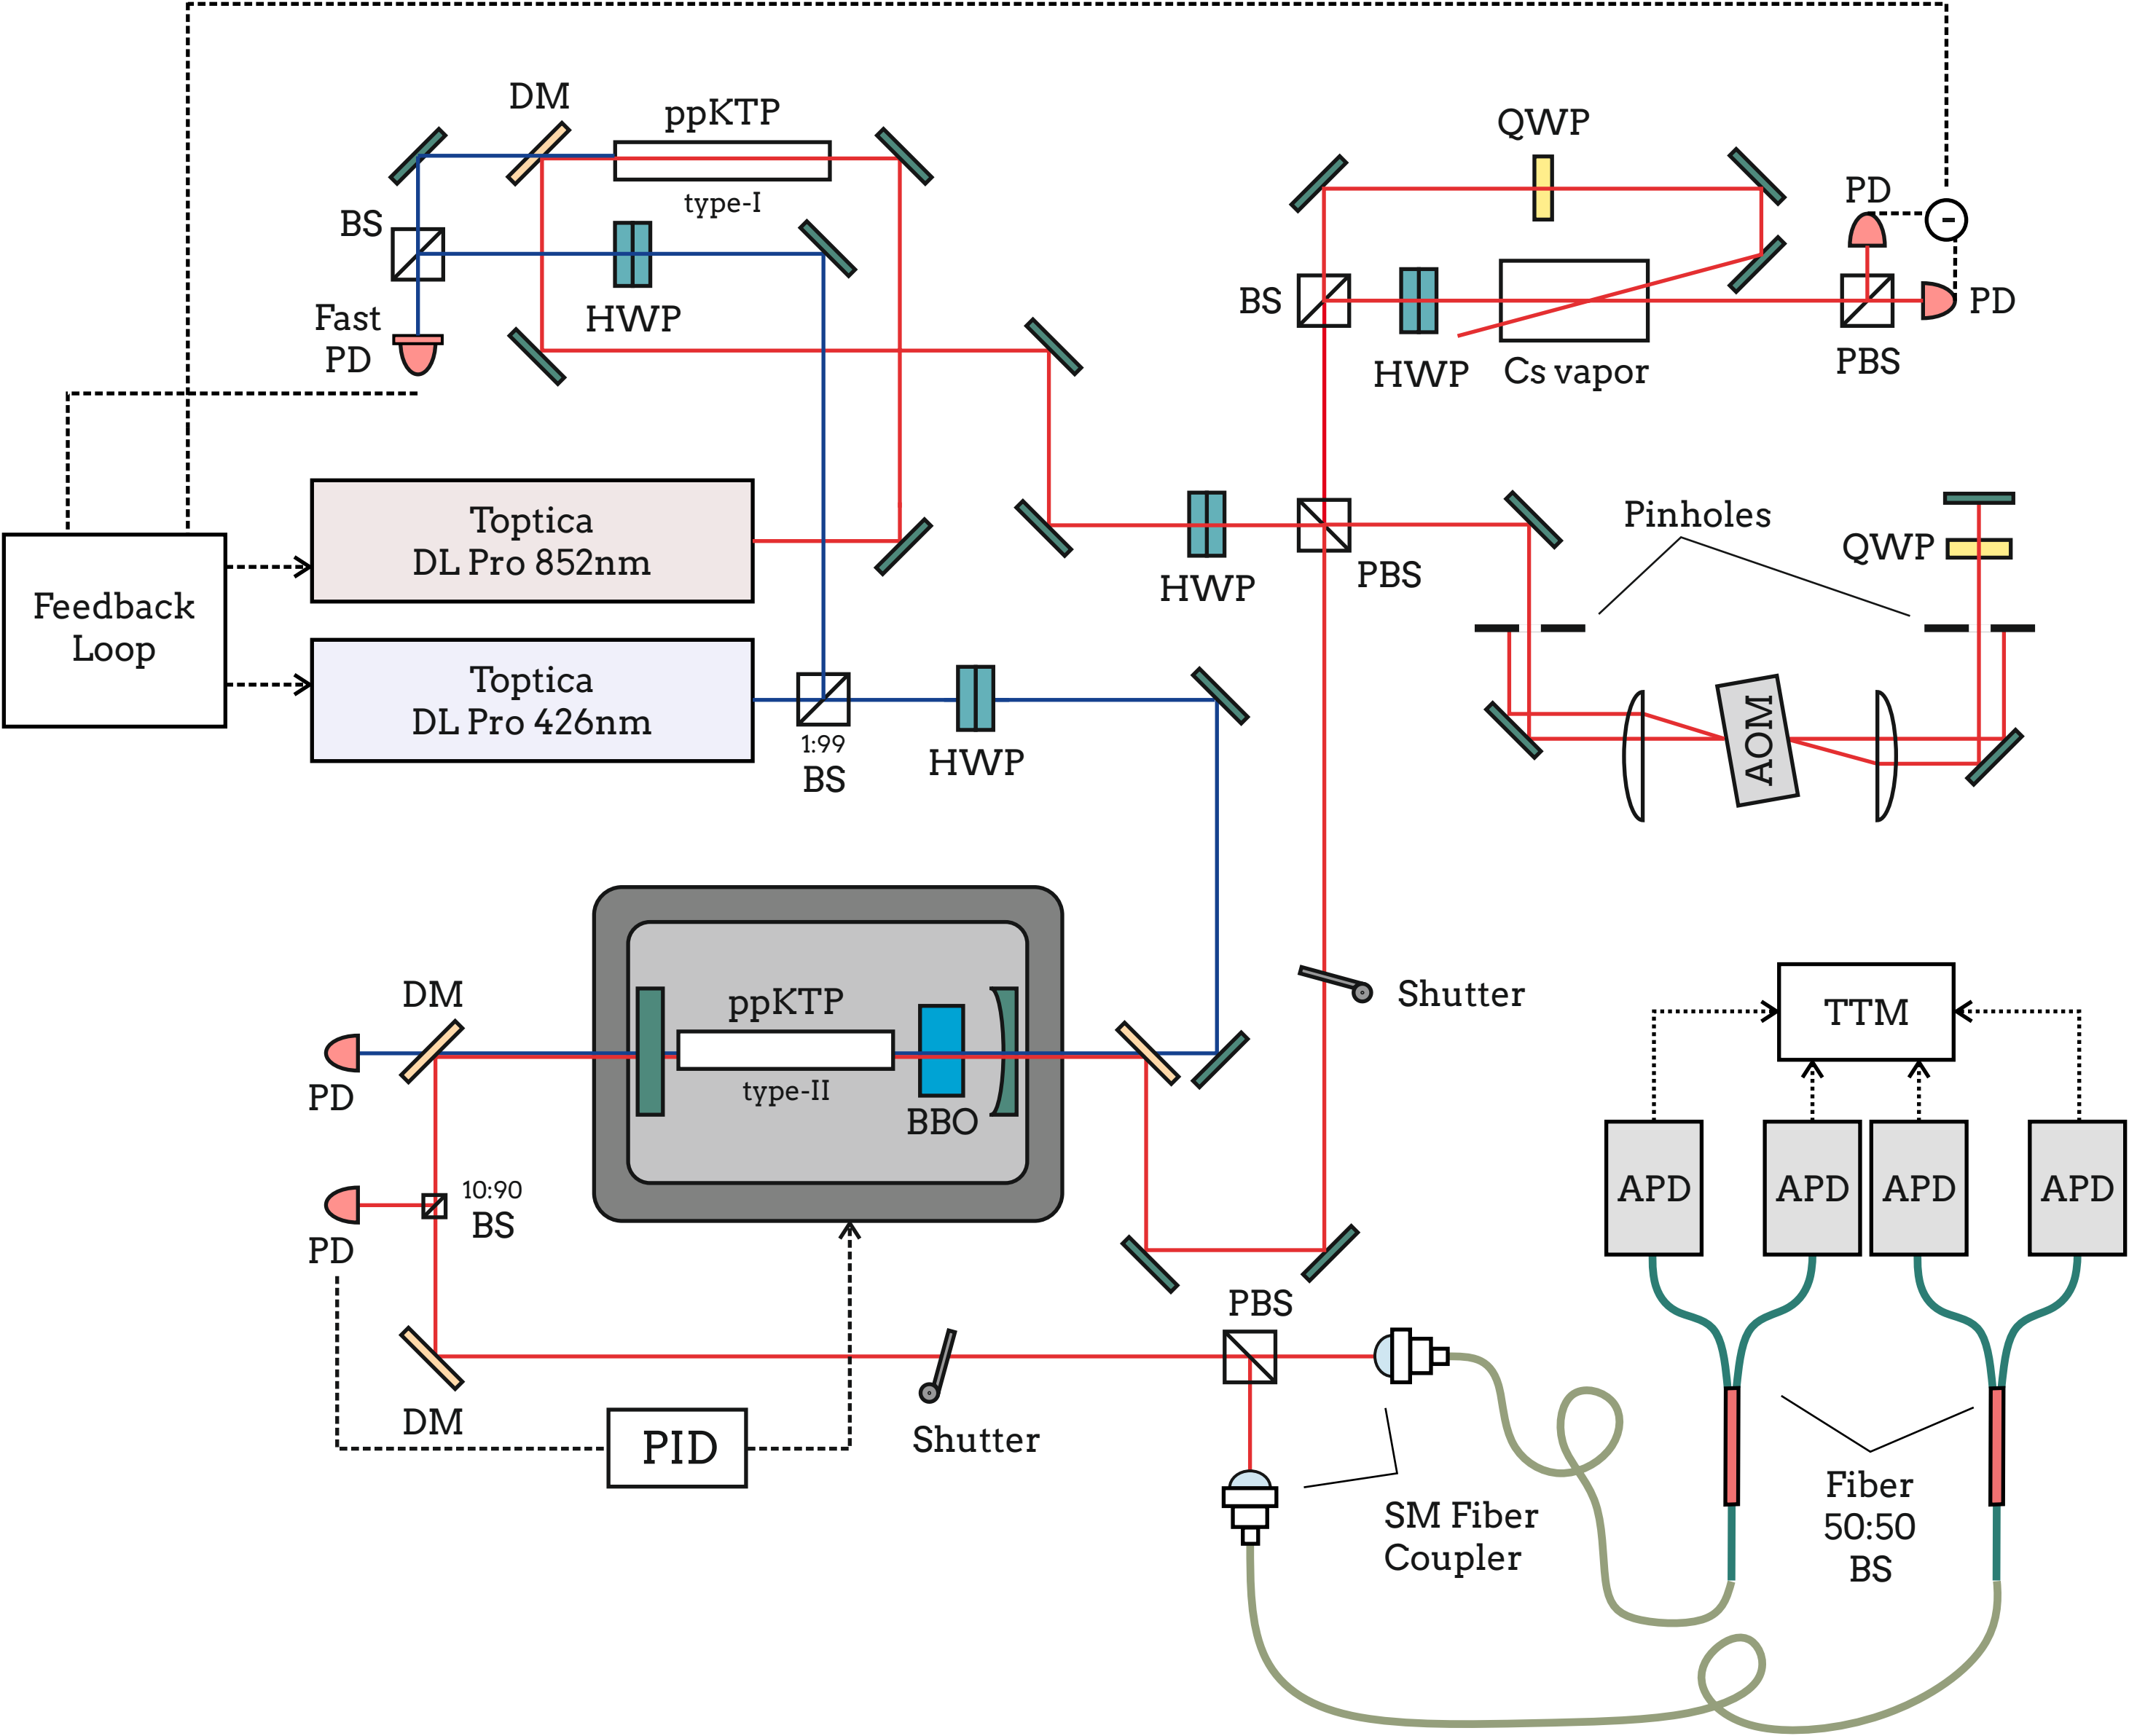 DM
ppKTP
type-I
BS
HWP
Fast
PD
QWP
PD
-
BS
HWP
Cs vapor
PD
PBS
Toptica
DL Pro 852nm
Feedback
Loop
Toptica
DL Pro 426nm
1:99
BS
HWP
HWP
PBS
Pinholes
QWP
AOM
DM
ppKTP
type-II
BBO
PD
10:90
BS
PD
DM
PID
Shutter
Shutter
PBS
SM Fiber
Coupler
TTM
APD
APD
APD
APD
Fiber
50:50
BS